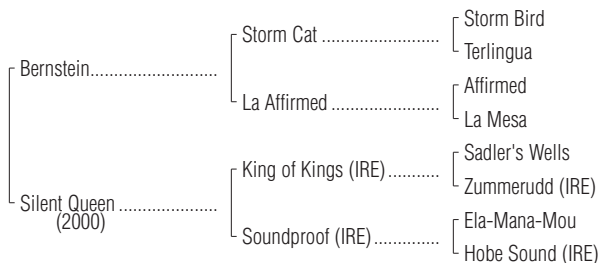 Storm Bird
Storm Cat ........................................
Terlingua
Bernstein...........................
Affirmed
La Affirmed .....................................
La Mesa
Sadler's Wells
King of Kings (IRE)................
Zummerudd (IRE)
Silent Queen ......................
(2000)
Ela-Mana-Mou
Soundproof (IRE)....................
Hobe Sound (IRE)